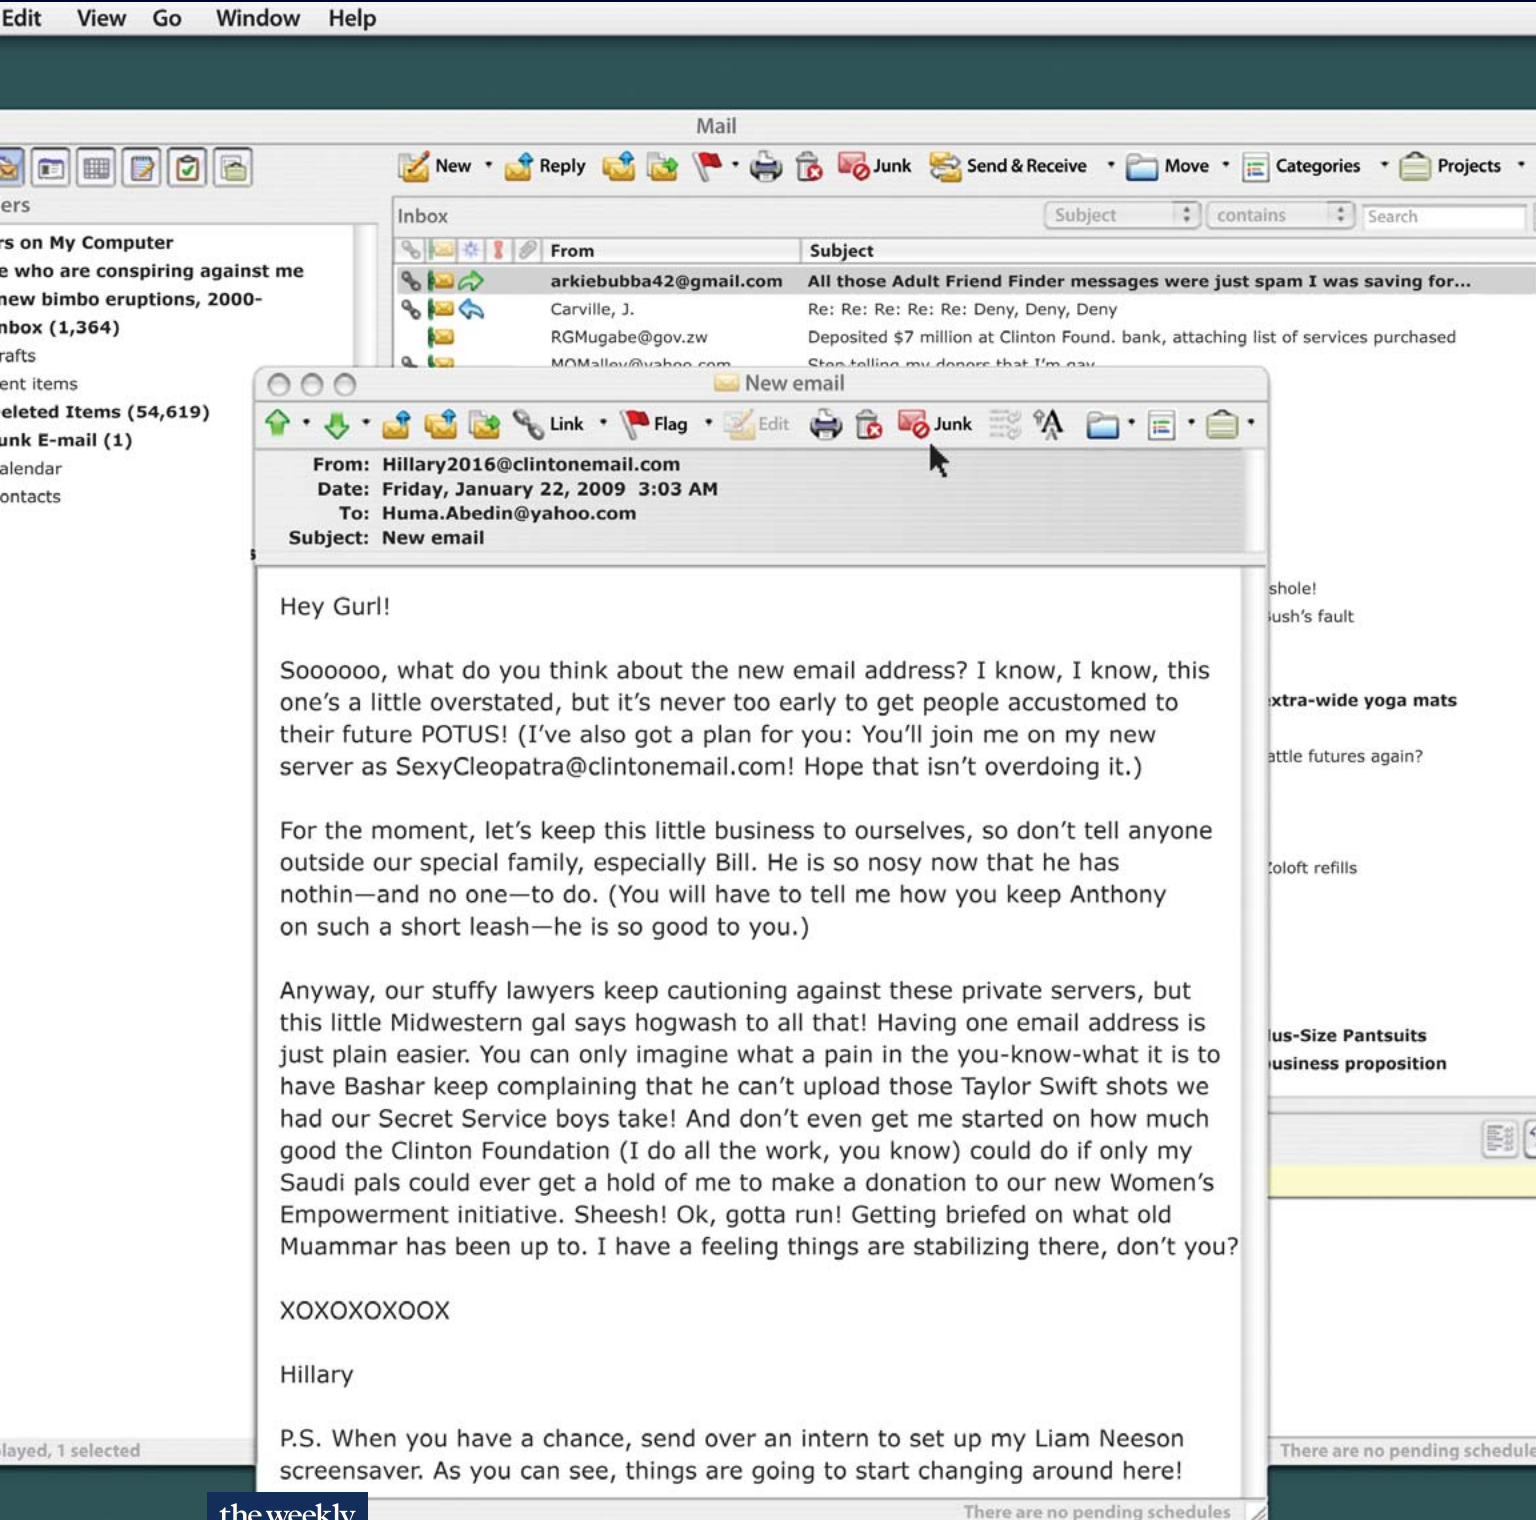 Edit View Go Window Help
Mail
New Reply Junk Send & Receive Move Categories Projects
ers
Inbox Subject contains Search
rs on My Computer
e who are conspiring against me
new bimbo eruptions, 2000-
nbox (1,364)
rafts
ent items
eleted Items (54,619)
unk E-mail (1)
alendar
ontacts
From Subject
arkiebubba42@gmail.com All those Adult Friend Finder messages were just spam I was saving for...
Carville, J. Re: Re: Re: Re: Re: Deny, Deny, Deny
RGMugabe@gov.zw Deposited $7 million at Clinton Found. bank, attaching list of services purchased
MOMalley@yahoo.com Stop telling my donors that I’m gay
New email
Link Flag Edit Junk
From: Hillary2016@clintonemail.com
Date: Friday, January 22, 2009 3:03 AM
To: Huma.Abedin@yahoo.com
Subject: New email
Hey Gurl!
Soooooo, what do you think about the new email address? I know, I know, this
one’s a little overstated, but it’s never too early to get people accustomed to
their future POTUS! (I’ve also got a plan for you: You’ll join me on my new
server as SexyCleopatra@clintonemail.com! Hope that isn’t overdoing it.)
For the moment, let’s keep this little business to ourselves, so don’t tell anyone
outside our special family, especially Bill. He is so nosy now that he has
nothin—and no one—to do. (You will have to tell me how you keep Anthony
on such a short leash—he is so good to you.)
Anyway, our stuffy lawyers keep cautioning against these private servers, but
this little Midwestern gal says hogwash to all that! Having one email address is
just plain easier. You can only imagine what a pain in the you-know-what it is to
have Bashar keep complaining that he can’t upload those Taylor Swift shots we
had our Secret Service boys take! And don’t even get me started on how much
good the Clinton Foundation (I do all the work, you know) could do if only my
Saudi pals could ever get a hold of me to make a donation to our new Women’s
Empowerment initiative. Sheesh! Ok, gotta run! Getting briefed on what old
Muammar has been up to. I have a feeling things are stabilizing there, don’t you?
XOXOXOXOOX
Hillary
P.S. When you have a chance, send over an intern to set up my Liam Neeson
screensaver. As you can see, things are going to start changing around here!
There are no pending schedules
shole!
ush’s fault
xtra-wide yoga mats
attle futures again?
oloft refills
lus-Size Pantsuits
usiness proposition
layed, 1 selected
There are no pending schedule
the weekly